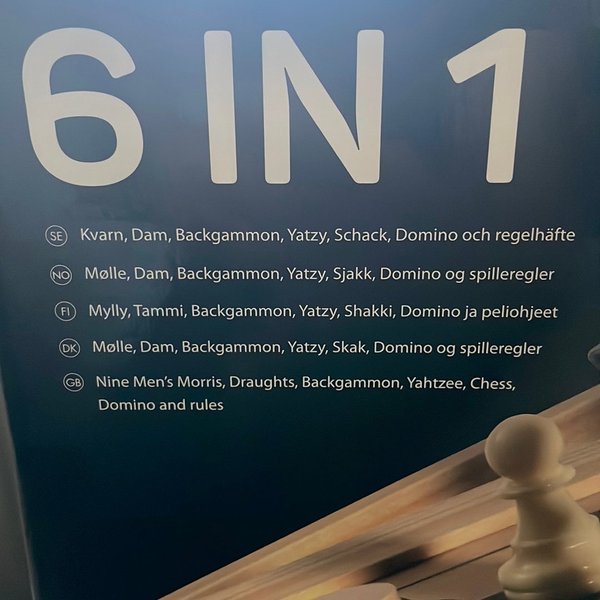 6 IN 1
SE Kvarn, Dam, Backgammon, Yatzy, Schack, Domino och regelhäfte
NO Mølle, Dam, Backgammon, Yatzy, Sjakk, Domino og spilleregler
FI Mylly, Tammi, Backgammon, Yatzy, Shakki, Domino ja peliohjeet
DK Mølle, Dam, Backgammon, Yatzy, Skak, Domino og spilleregler
GB Nine Men's Morris, Draughts, Backgammon, Yahtzee, Chess,
Domino and rules